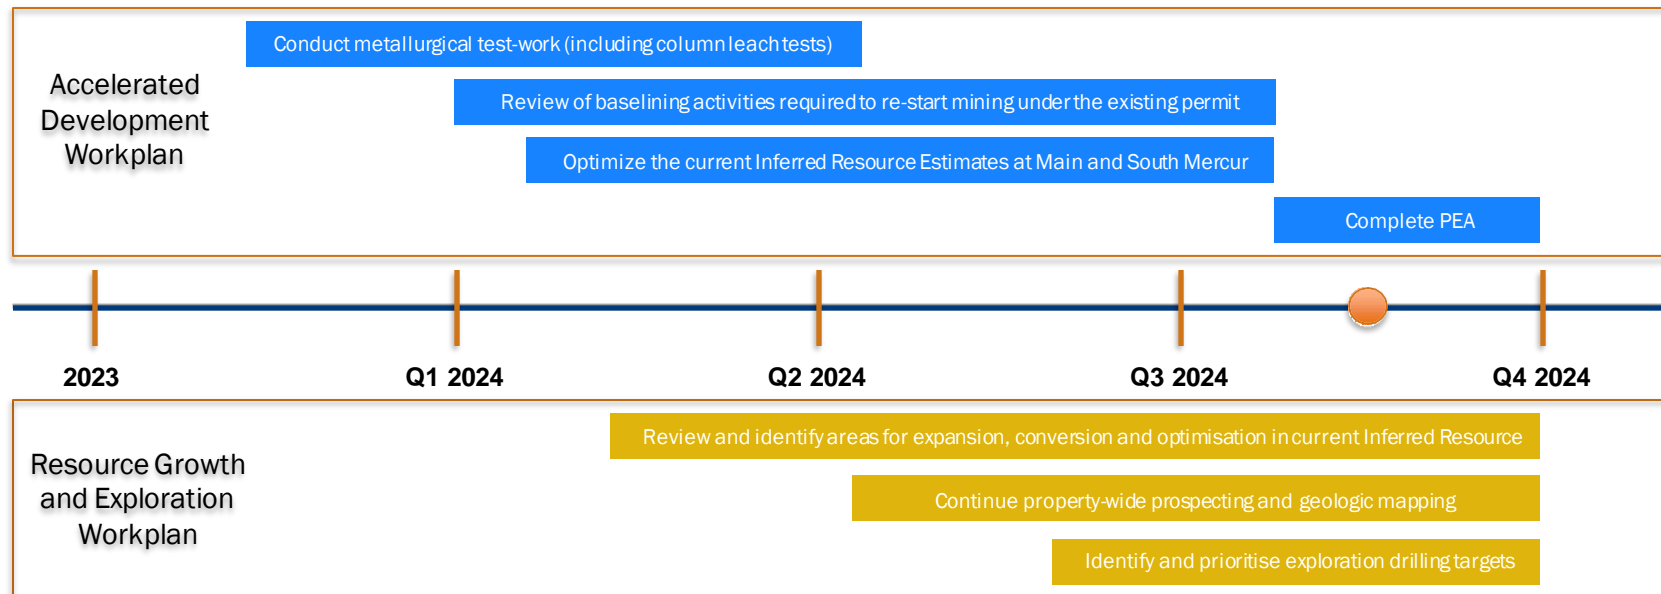 Accelerated
Development
Workplan
Conduct metallurgical test-work (including column leach tests)
Review of baselining activities required to re-start mining under the existing permit
Optimize the current Inferred Resource Estimates at Main and South Mercur
Complete PEA
2023
Q1 2024
Q2 2024
Q3 2024
Q4 2024
Resource Growth
and Exploration
Workplan
Review and identify areas for expansion, conversion and optimisation in current Inferred Resource
Continue property-wide prospecting and geologic mapping
Identify and prioritise exploration drilling targets